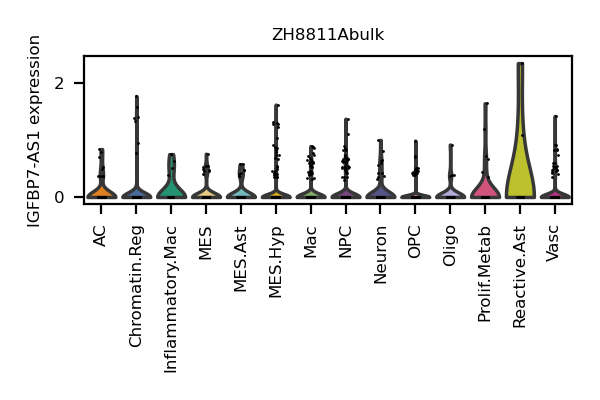 ZH8811Abulk
IGFBP7-AS1 expression
2
0
AC
Chromatin.Reg
Inflammatory.Mac
MES
MES.Ast
MES.Hyp
Mac
NPC
Neuron
OPC
Oligo
Prolif.Metab
Reactive.Ast
Vasc